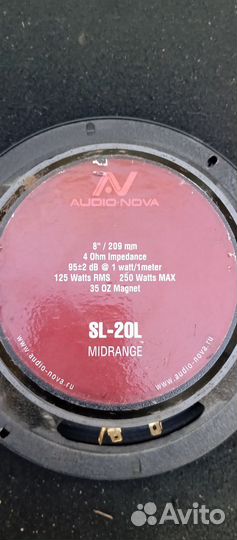 AUDIO•NOVA
8" / 209 mm
4 Ohm Impedance
95±2 dB @ 1 watt/1meter
125 Watts RMS 250 Watts MAX
35 OZ Magnet
SL-20L
MIDRANGE
www.audio-nova.ru
www.audio-nova.ru
Avito